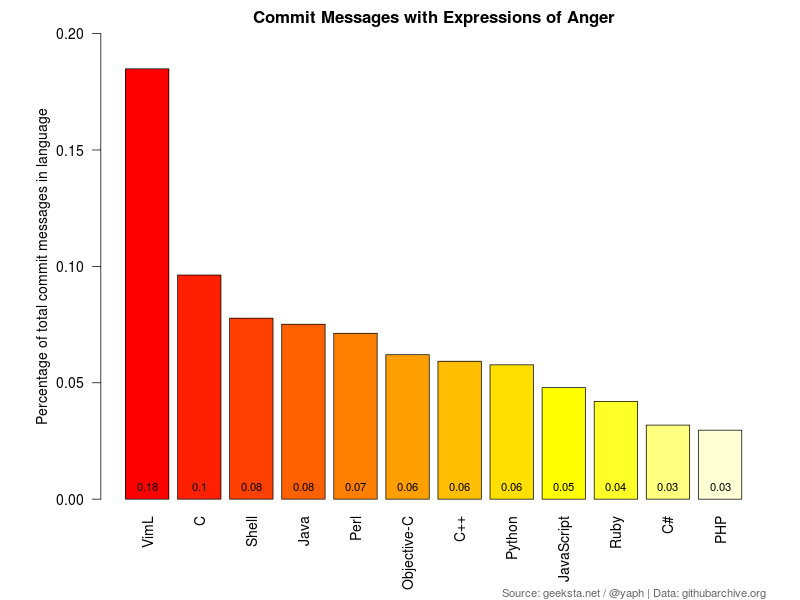 Commit Messages with Expressions of Anger
Percentage of total commit messages in language
0.20
0.15
0.10
0.05
0.00
0.18 0.1 0.08 0.08 0.07 0.06 0.06 0.06 0.05 0.04 0.03 0.03
VimL C Shell Java Perl Objective-C C++ Python JavaScript Ruby C# PHP
Source: geeksta.net / @yaph | Data: githubarchive.org